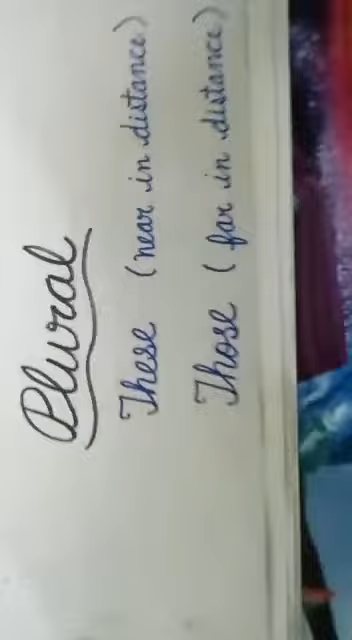 Plural
These (near in distance)
Those (far in distance)